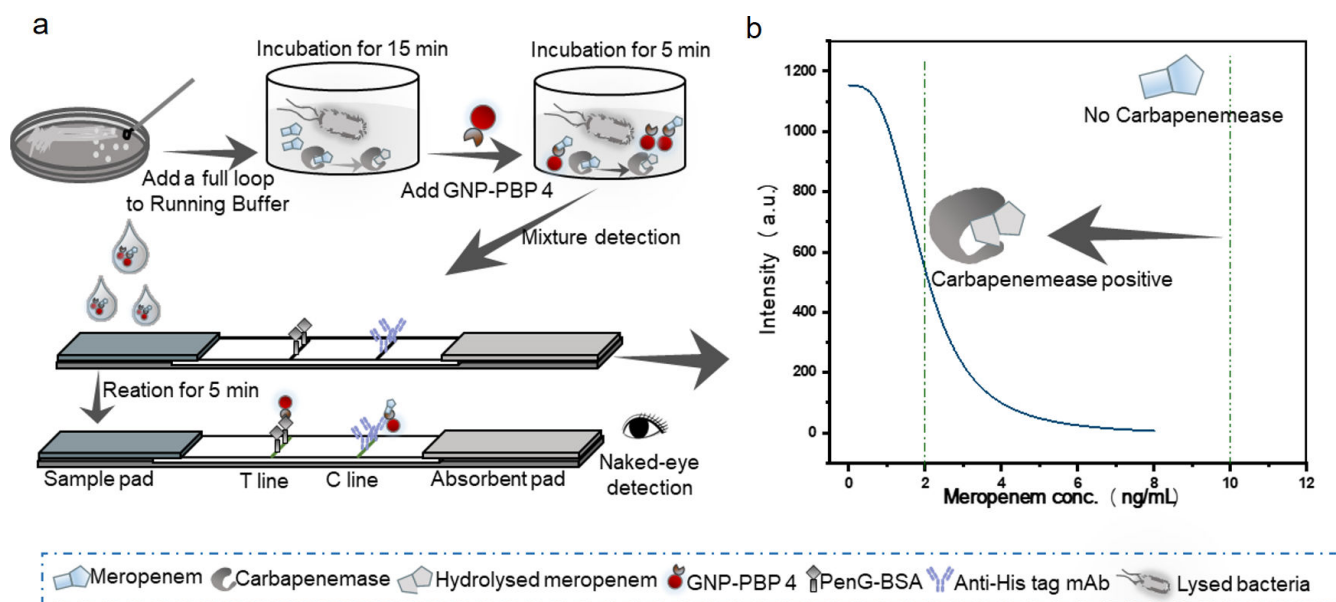 a
Incubation for 15 min
Incubation for 5 min
Add a full loop
to Running Buffer
Add GNP-PBP 4
Mixture detection
Reation for 5 min
Sample pad
T line
C line
Absorbent pad
Naked-eye
detection
b
Intensity （a.u.）
1200
1000
800
600
400
200
0
No Carbapenemease
Carbapenemease positive
0
2
4
6
8
10
12
Meropenem conc.（ng/mL）
Meropenem
Carbapenemase
Hydrolysed meropenem
GNP-PBP 4
PenG-BSA
Anti-His tag mAb
Lysed bacteria